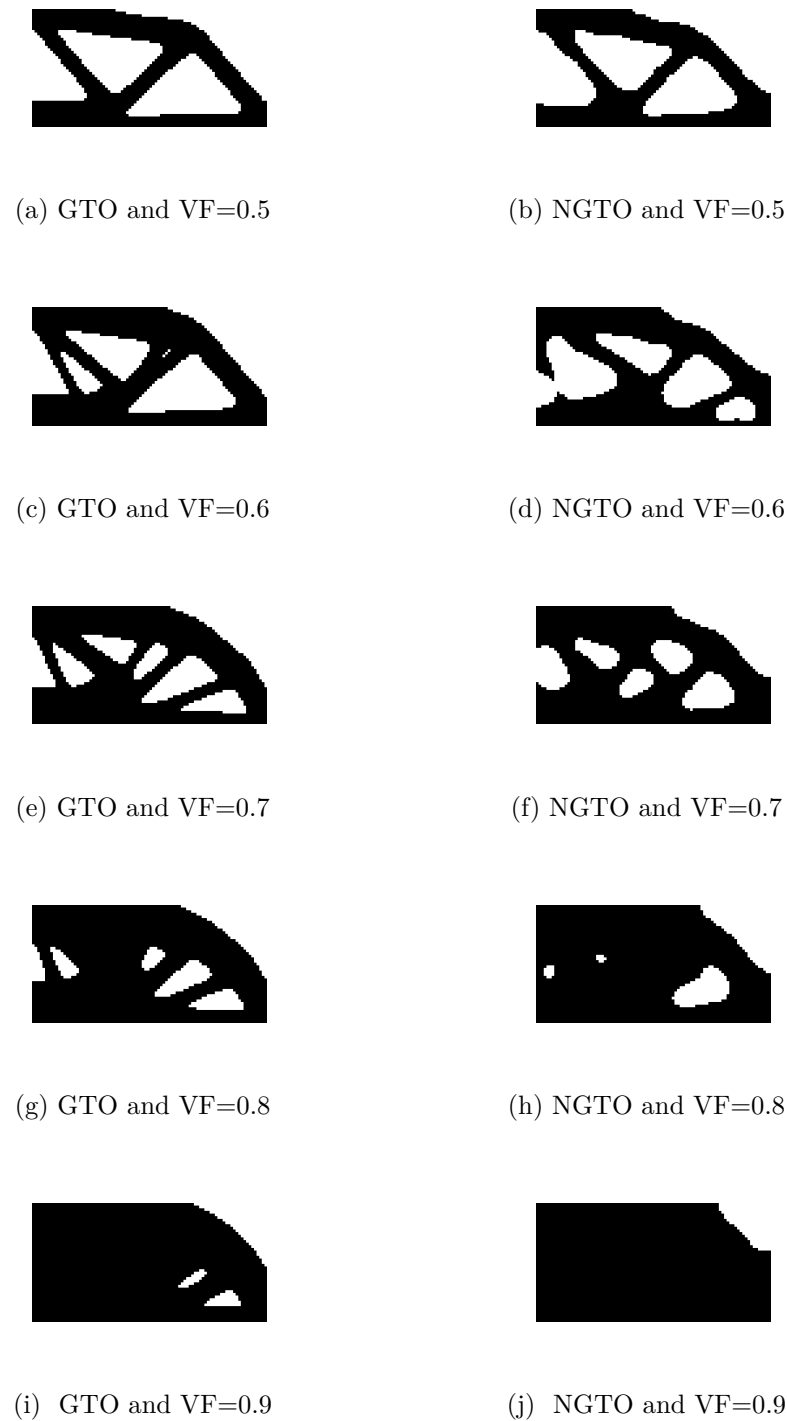 (a) GTO and VF=0.5
(b) NGTO and VF=0.5
(c) GTO and VF=0.6
(d) NGTO and VF=0.6
(e) GTO and VF=0.7
(f) NGTO and VF=0.7
(g) GTO and VF=0.8
(h) NGTO and VF=0.8
(i) GTO and VF=0.9
(j) NGTO and VF=0.9